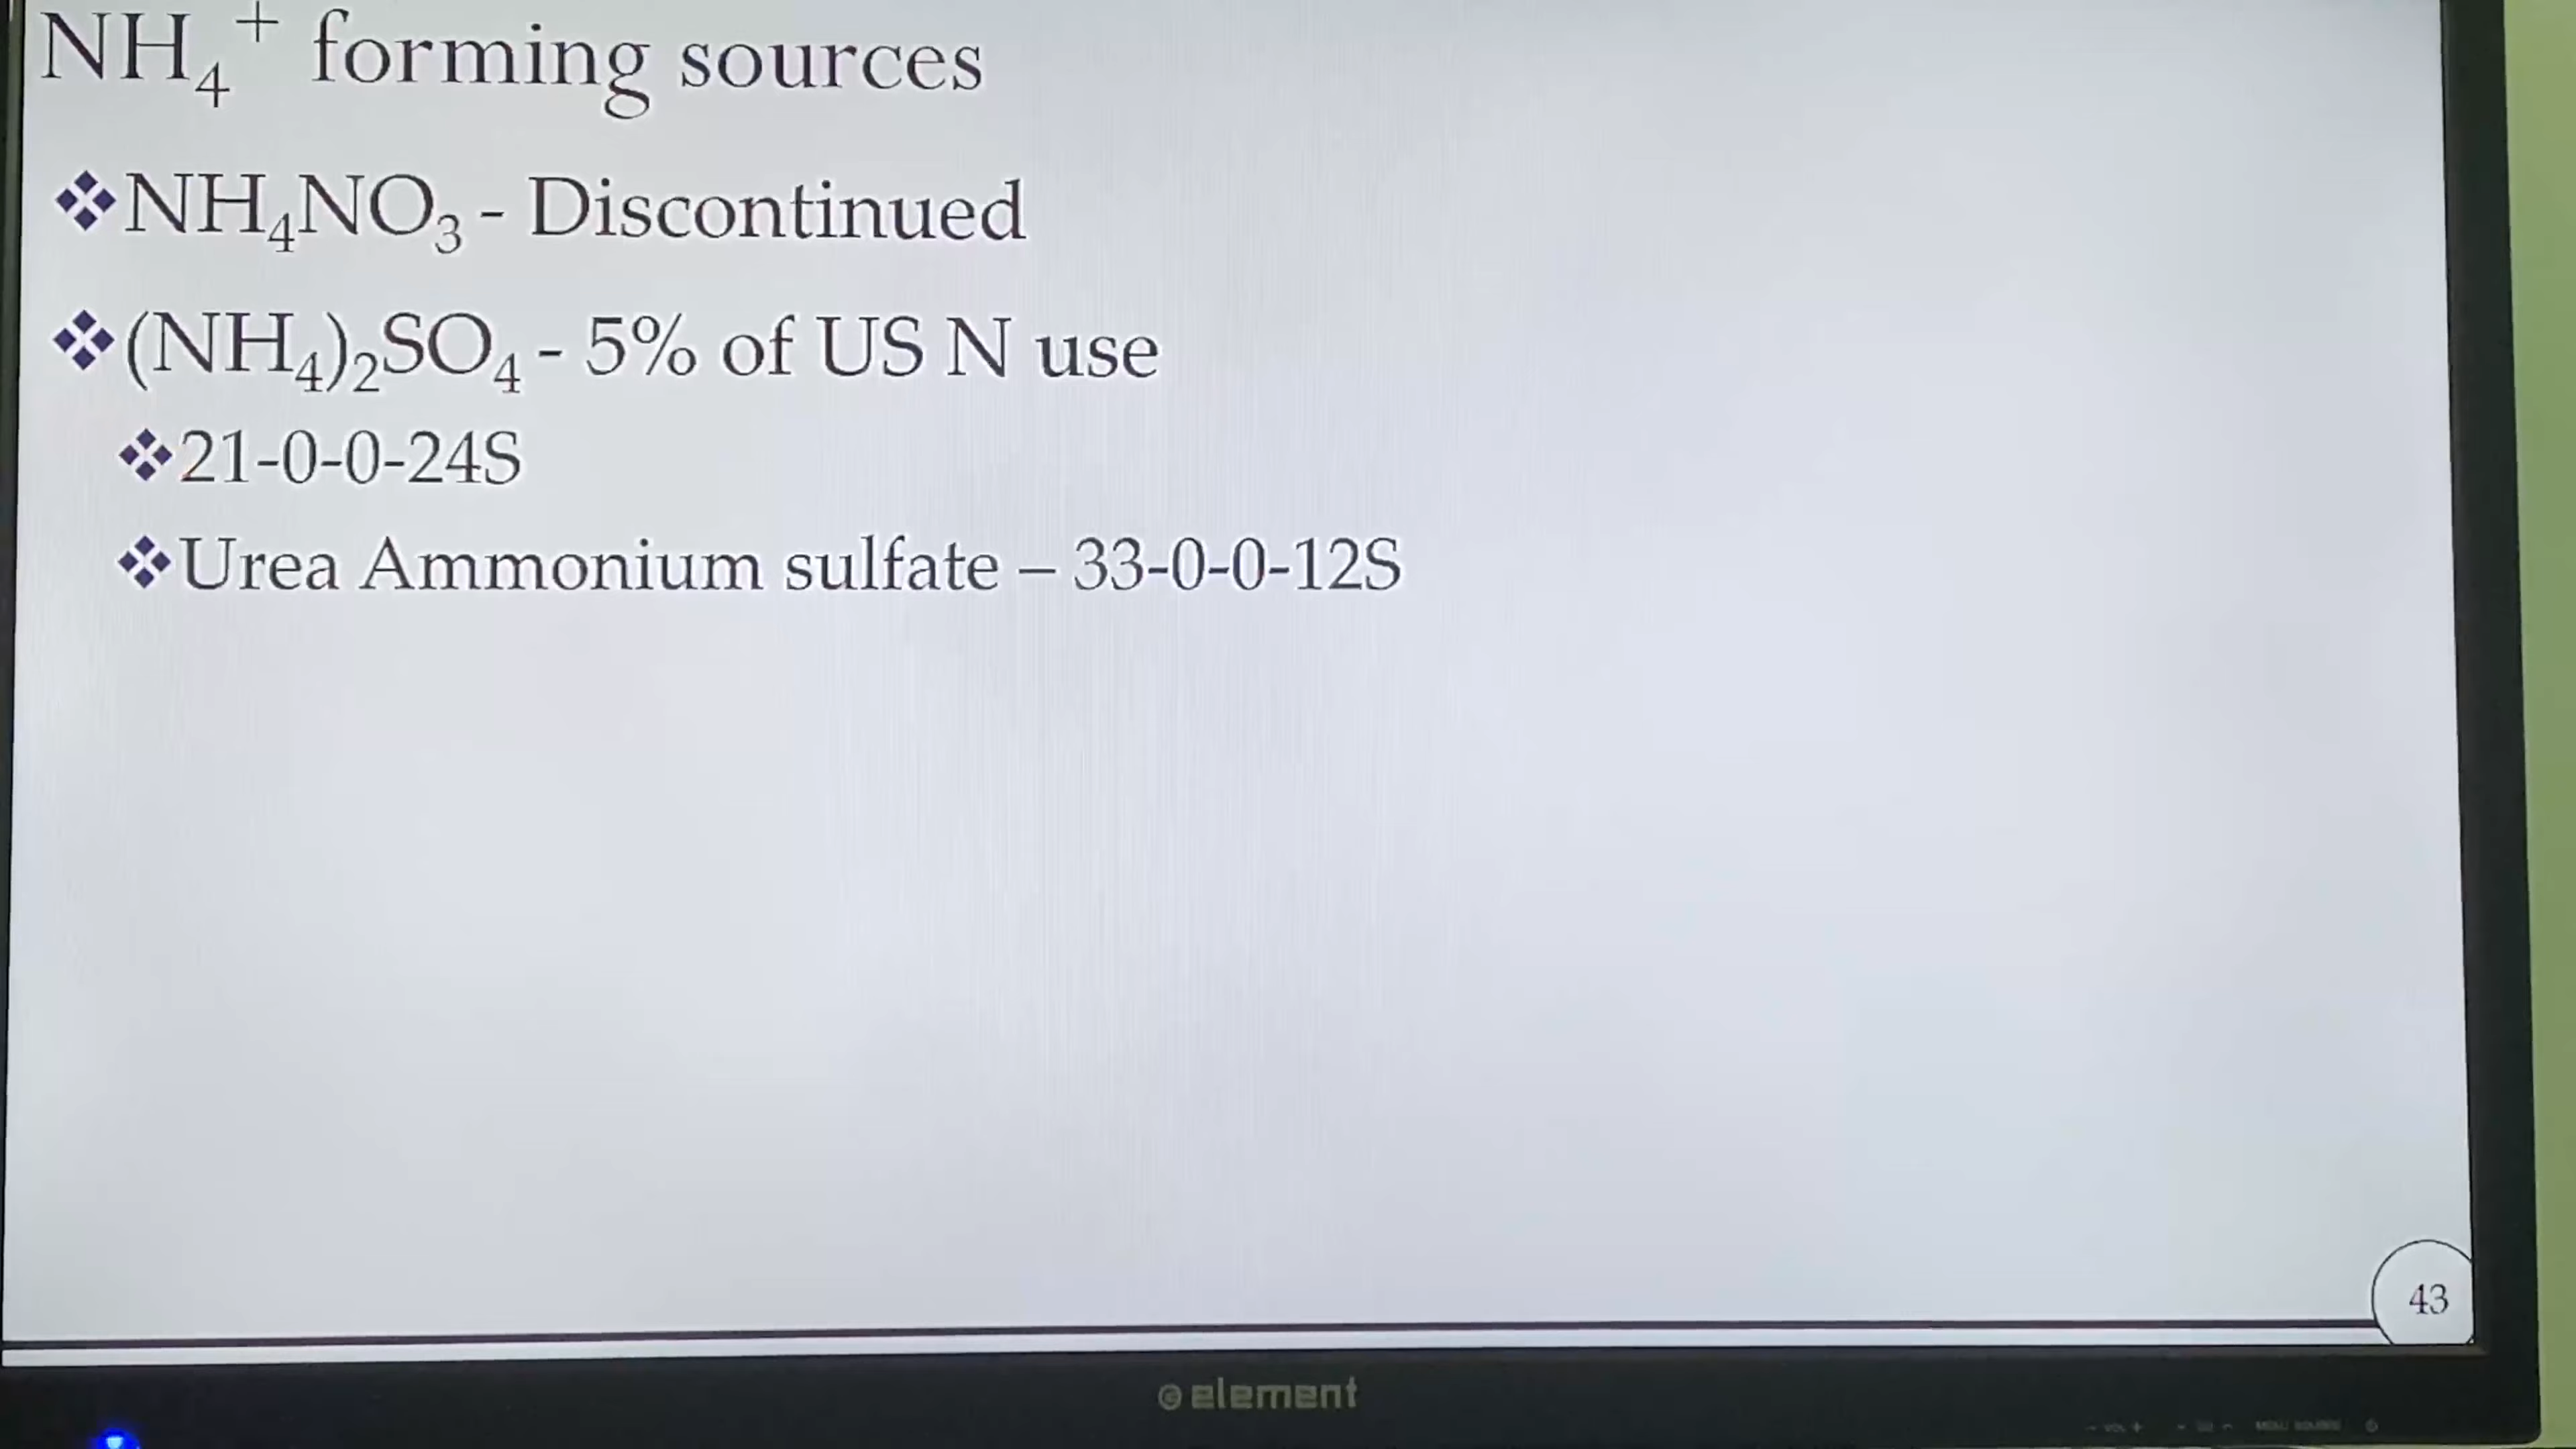 NH₄⁺ forming sources
❖NH₄NO₃ - Discontinued
❖(NH₄)₂SO₄ - 5% of US N use
❖21-0-0-24S
❖Urea Ammonium sulfate – 33-0-0-12S
43
element